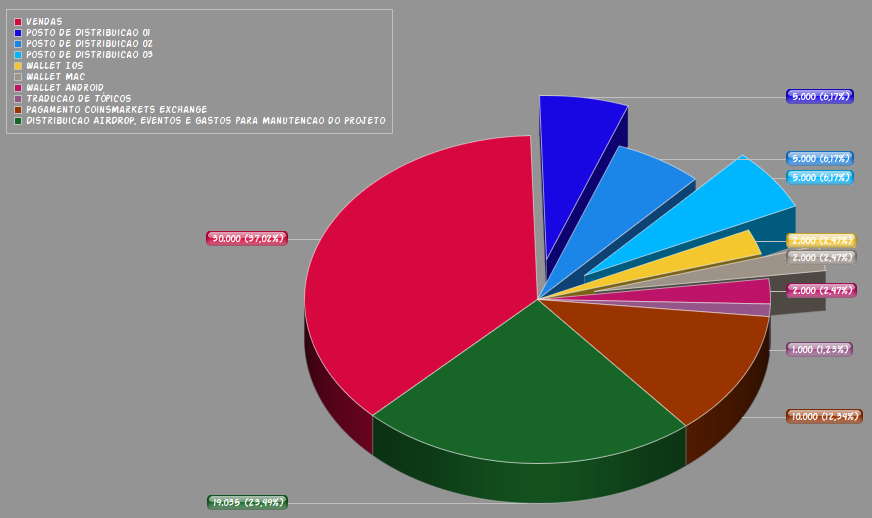 VENDAS
POSTO DE DISTRIBUICAO 01
POSTO DE DISTRIBUICAO 02
POSTO DE DISTRIBUICAO 03
WALLET IOS
WALLET MAC
WALLET ANDROID
TRADUCAO DE TÓPICOS
PAGAMENTO CONSMARKETS EXCHANGE
DISTRIBUICAO AIRDROP, EVENTOS E GASTOS PARA MANUTENCAO DO PROJETO
5.000 (6,17%)
5.000 (6,17%)
5.000 (6,17%)
30.000 (37,02%)
2.000 (2,47%)
2.000 (2,47%)
2.000 (2,47%)
1.000 (1,23%)
10.000 (12,34%)
19.035 (23,49%)